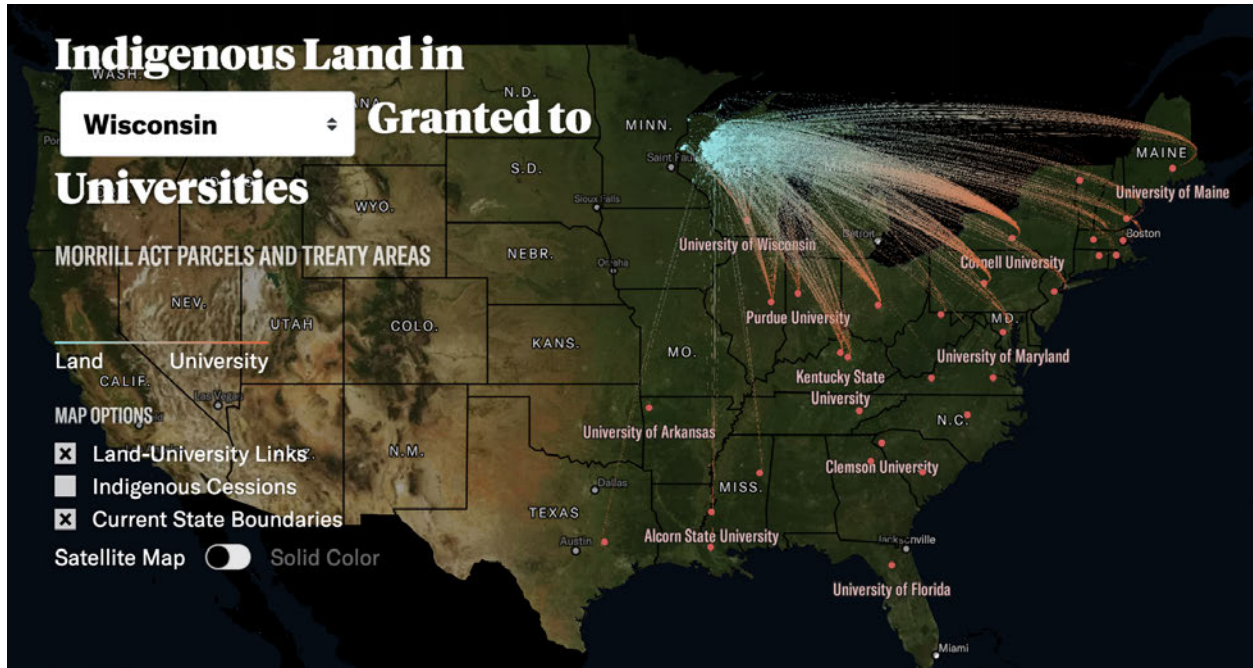 Indigenous Land in
Wisconsin
Granted to
Universities
MORRILL ACT PARCELS AND TREATY AREAS
Land
University
MAP OPTIONS
Land-University Links
Indigenous Cessions
Current State Boundaries
Satellite Map
Solid Color
WASH.
N.D.
MINN.
S.D.
WYO.
Sioux Falls
NEBR.
NEV.
UTAH
COLO.
KANS.
MO.
CALIF.
Las Vegas
N.M.
Dallas
TEXAS
Austin
MISS.
N.C.
MD.
MAINE
University of Maine
Boston
University of Wisconsin
Detroit
Cornell University
Purdue University
University of Maryland
Kentucky State
University
University of Arkansas
Clemson University
Alcorn State University
Jacksonville
University of Florida
Miami